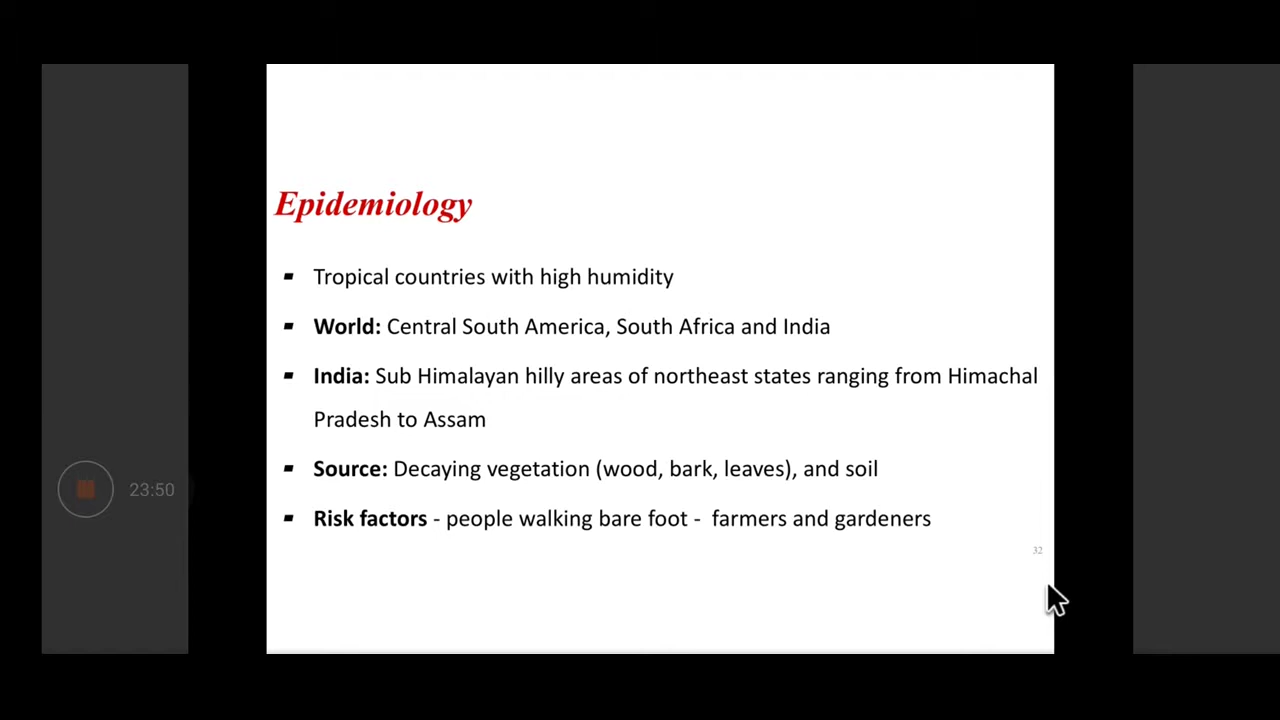 Epidemiology
▪ Tropical countries with high humidity
▪ World: Central South America, South Africa and India
▪ India: Sub Himalayan hilly areas of northeast states ranging from Himachal
Pradesh to Assam
▪ Source: Decaying vegetation (wood, bark, leaves), and soil
23:50
▪ Risk factors - people walking bare foot - farmers and gardeners
32